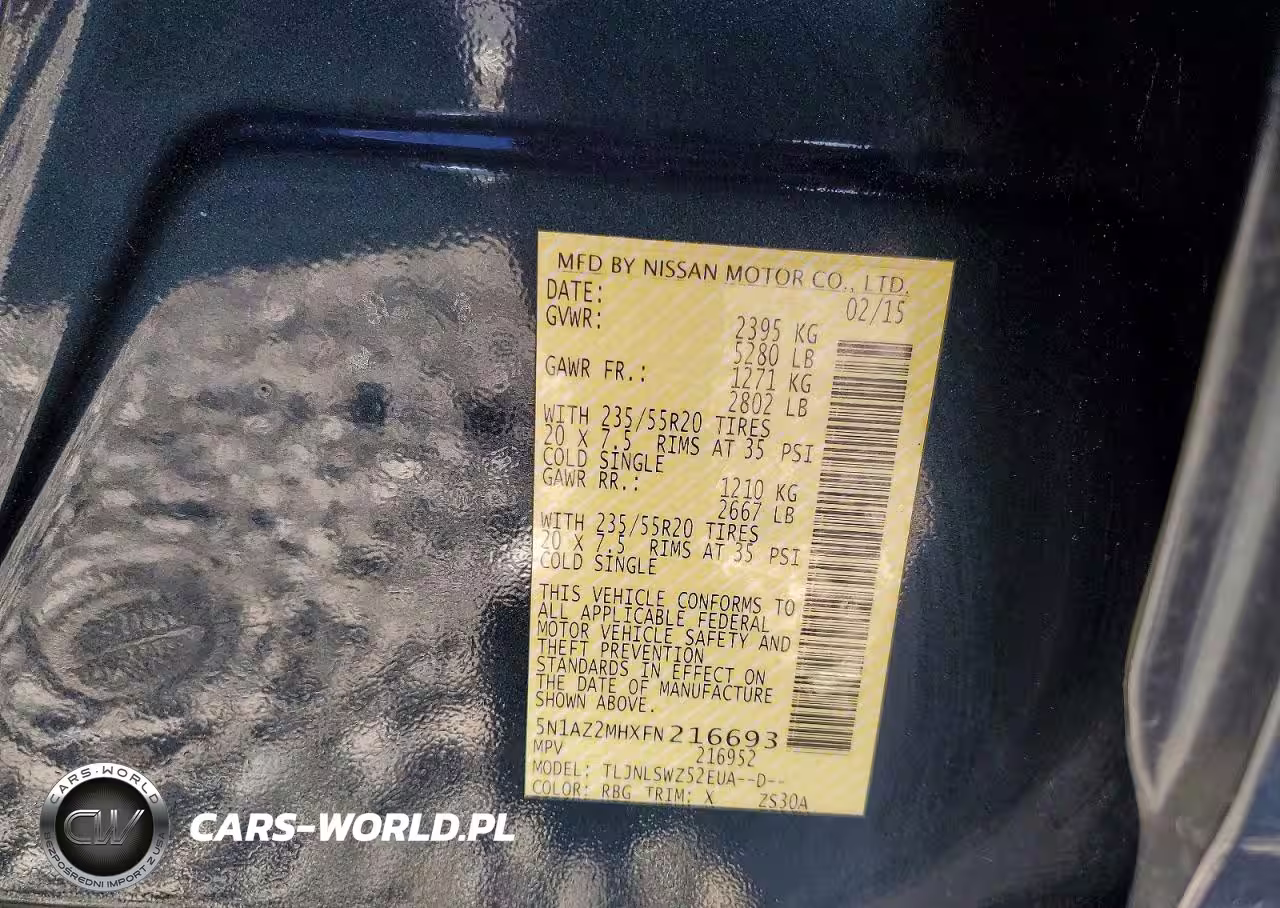 MFD BY NISSAN MOTOR CO., LTD.
DATE: 02/15
GVWR: 2395 KG
5280 LB
GAWR FR.: 1271 KG
2802 LB
WITH 235/55R20 TIRES
20 X 7.5 RIMS AT 35 PSI
COLD SINGLE
GAWR RR.: 1210 KG
2667 LB
WITH 235/55R20 TIRES
20 X 7.5 RIMS AT 35 PSI
COLD SINGLE
THIS VEHICLE CONFORMS TO
ALL APPLICABLE FEDERAL
MOTOR VEHICLE SAFETY AND
THEFT PREVENTION
STANDARDS IN EFFECT ON
THE DATE OF MANUFACTURE
SHOWN ABOVE.
5N1AZ2MHXFN216693
MPV 216952
MODEL: TLJNLSWZ52EUA--D--
COLOR: RBG TRIM: X ZS30A
CARS-WORLD
CW
BEZPOŚREDNI IMPORT Z USA
CARS-WORLD.PL